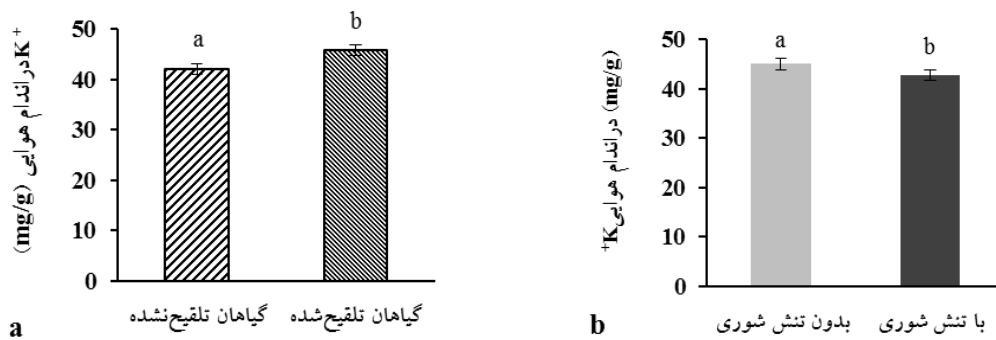 K+ دراندام هوایی (mg/g)
50
40
30
20
10
0
a
b
گیاهان تلقیح‌نشده
گیاهان تلقیح‌شده
a
K+ دراندام هوایی (mg/g)
50
40
30
20
10
0
a
b
بدون تنش شوری
با تنش شوری
b